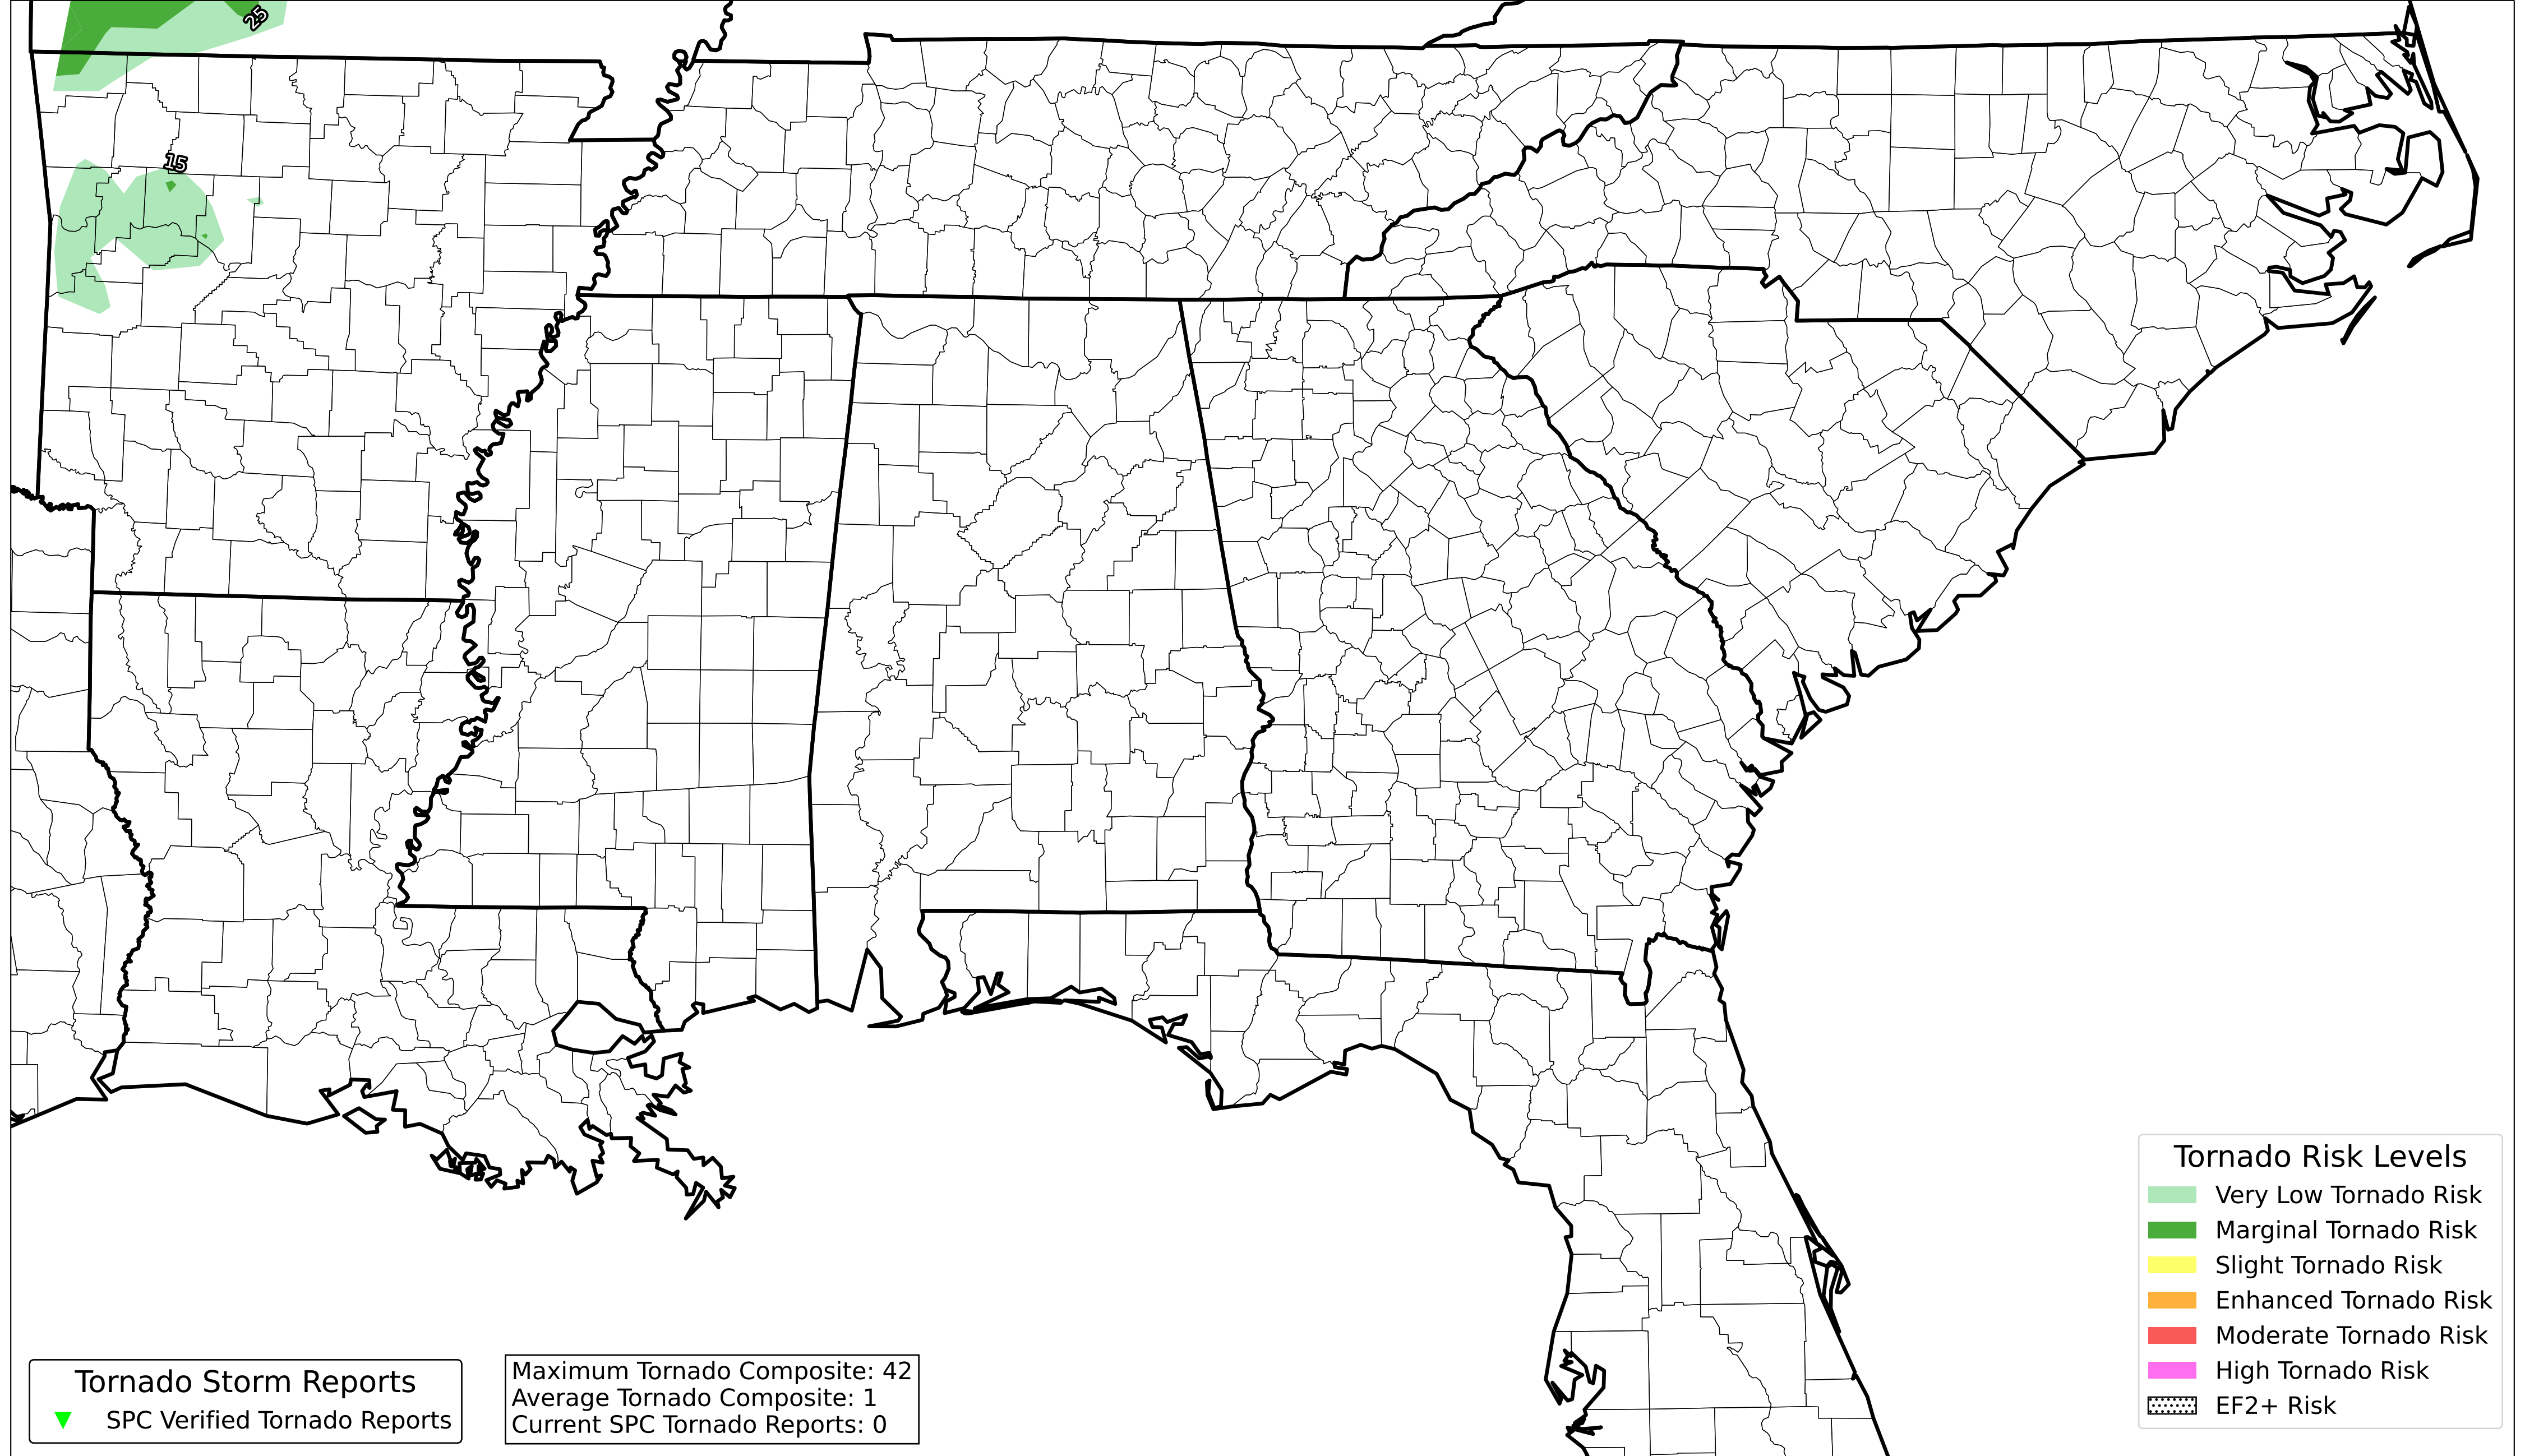 25
15
Tornado Risk Levels
Very Low Tornado Risk
Marginal Tornado Risk
Slight Tornado Risk
Enhanced Tornado Risk
Moderate Tornado Risk
High Tornado Risk
EF2+ Risk
Tornado Storm Reports
SPC Verified Tornado Reports
Maximum Tornado Composite: 42
Average Tornado Composite: 1
Current SPC Tornado Reports: 0